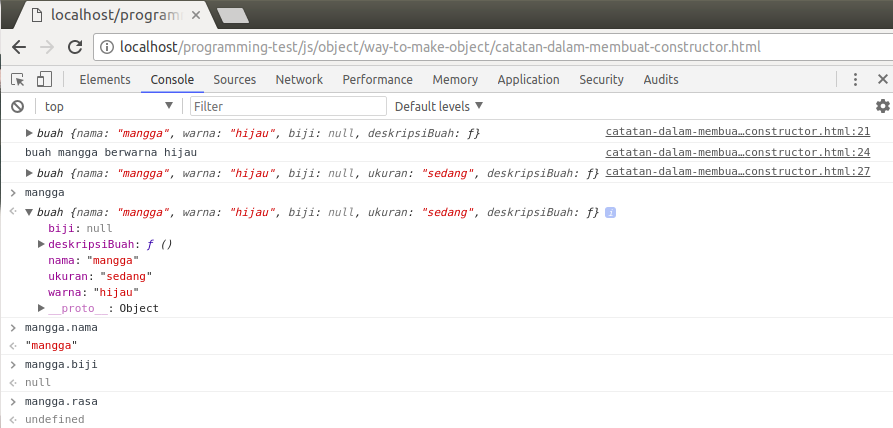 localhost/programm
localhost/programming-test/js/object/way-to-make-object/catatan-dalam-membuat-constructor.html
Elements Console Sources Network Performance Memory Application Security Audits
top Filter Default levels
buah {nama: "mangga", warna: "hijau", biji: null, deskripsiBuah: ƒ} catatan-dalam-membua…constructor.html:21
buah mangga berwarna hijau catatan-dalam-membua…constructor.html:24
buah {nama: "mangga", warna: "hijau", biji: null, ukuran: "sedang", deskripsiBuah: ƒ} catatan-dalam-membua…constructor.html:27
mangga
buah {nama: "mangga", warna: "hijau", biji: null, ukuran: "sedang", deskripsiBuah: ƒ} i
biji: null
deskripsiBuah: ƒ ()
nama: "mangga"
ukuran: "sedang"
warna: "hijau"
__proto__: Object
mangga.nama
"mangga"
mangga.biji
null
mangga.rasa
undefined